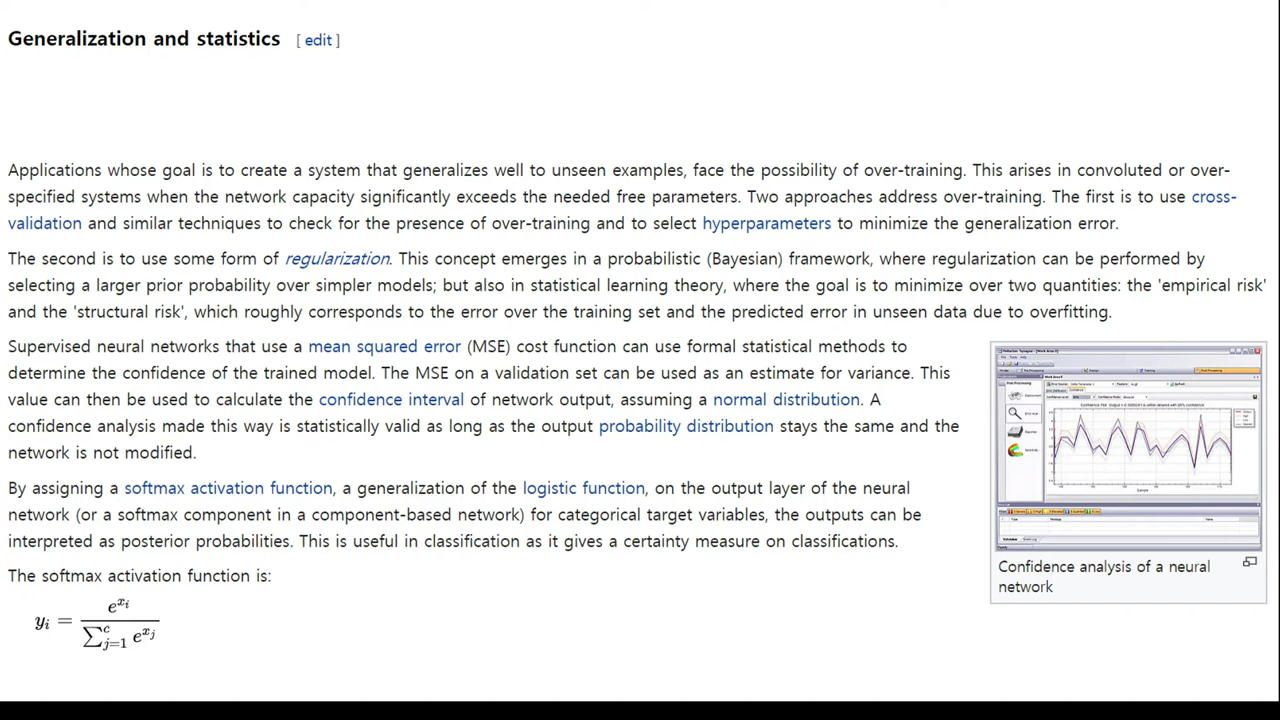 Generalization and statistics [ edit ]
Applications whose goal is to create a system that generalizes well to unseen examples, face the possibility of over-training. This arises in convoluted or over-
specified systems when the network capacity significantly exceeds the needed free parameters. Two approaches address over-training. The first is to use cross-
validation and similar techniques to check for the presence of over-training and to select hyperparameters to minimize the generalization error.
The second is to use some form of regularization. This concept emerges in a probabilistic (Bayesian) framework, where regularization can be performed by
selecting a larger prior probability over simpler models; but also in statistical learning theory, where the goal is to minimize over two quantities: the 'empirical risk'
and the 'structural risk', which roughly corresponds to the error over the training set and the predicted error in unseen data due to overfitting.
Supervised neural networks that use a mean squared error (MSE) cost function can use formal statistical methods to
determine the confidence of the trained model. The MSE on a validation set can be used as an estimate for variance. This
value can then be used to calculate the confidence interval of network output, assuming a normal distribution. A
confidence analysis made this way is statistically valid as long as the output probability distribution stays the same and the
network is not modified.
By assigning a softmax activation function, a generalization of the logistic function, on the output layer of the neural
network (or a softmax component in a component-based network) for categorical target variables, the outputs can be
interpreted as posterior probabilities. This is useful in classification as it gives a certainty measure on classifications.
The softmax activation function is:
y_i = e^{x_i} / ∑_{j=1}^{c} e^{x_j}
Confidence analysis of a neural
network